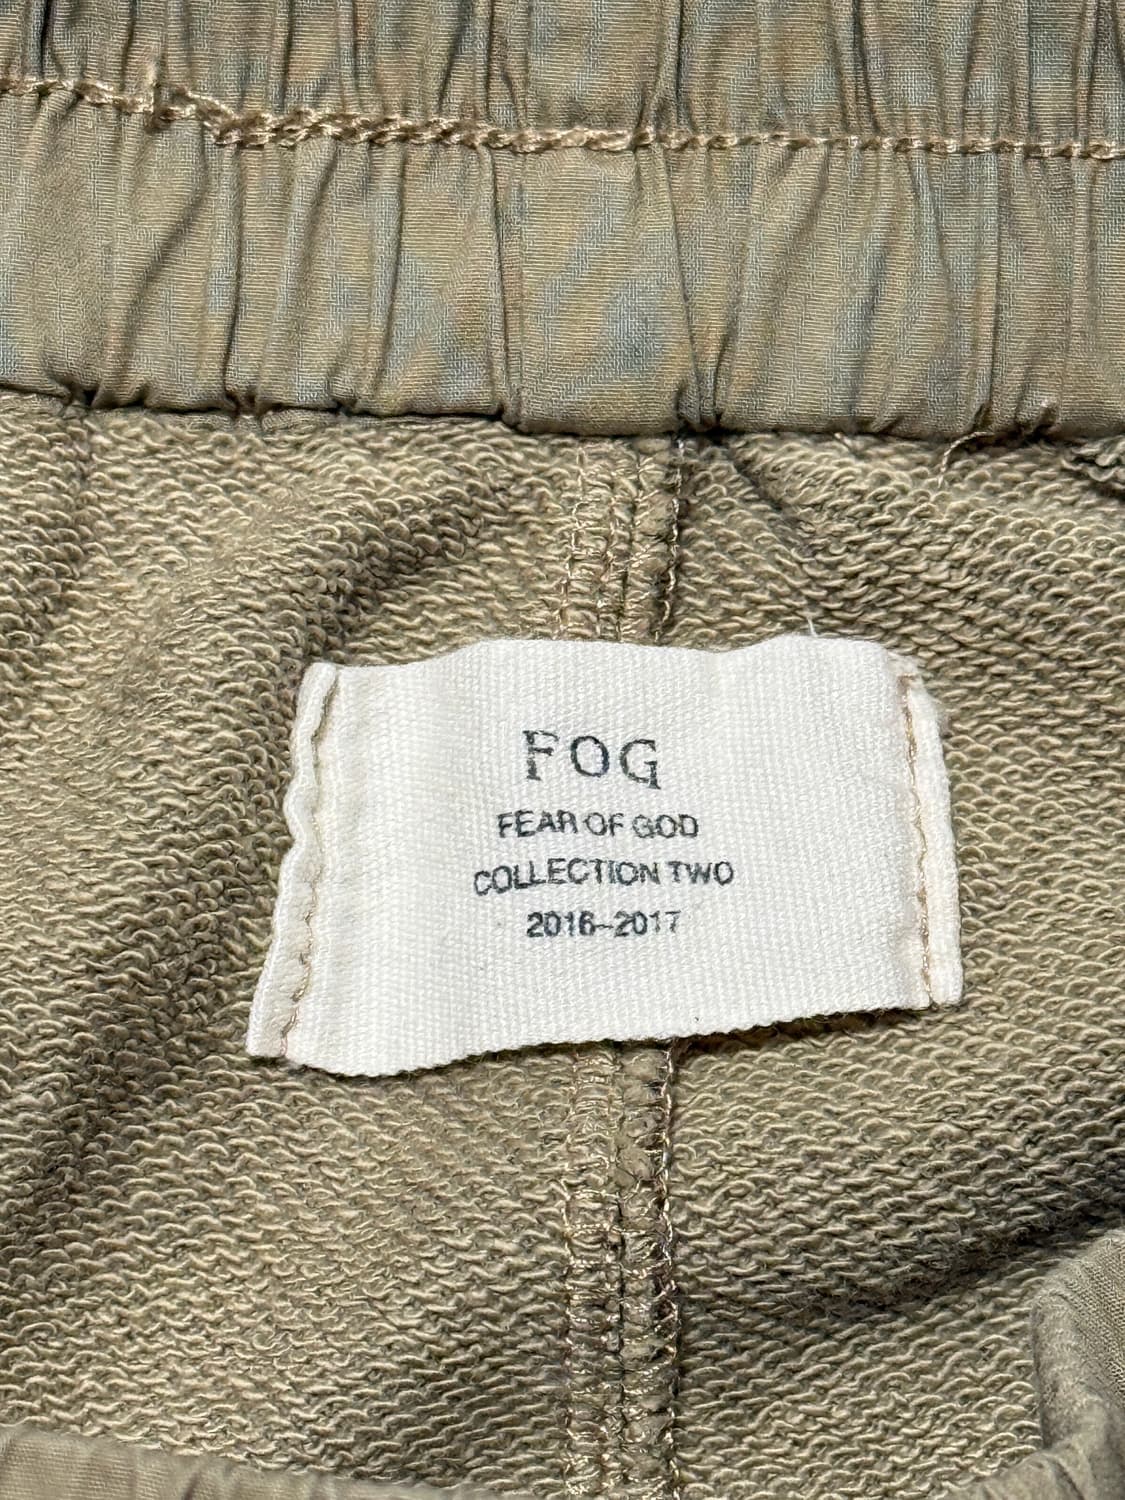 FOG
FEAR OF GOD
COLLECTION TWO
2016-2017